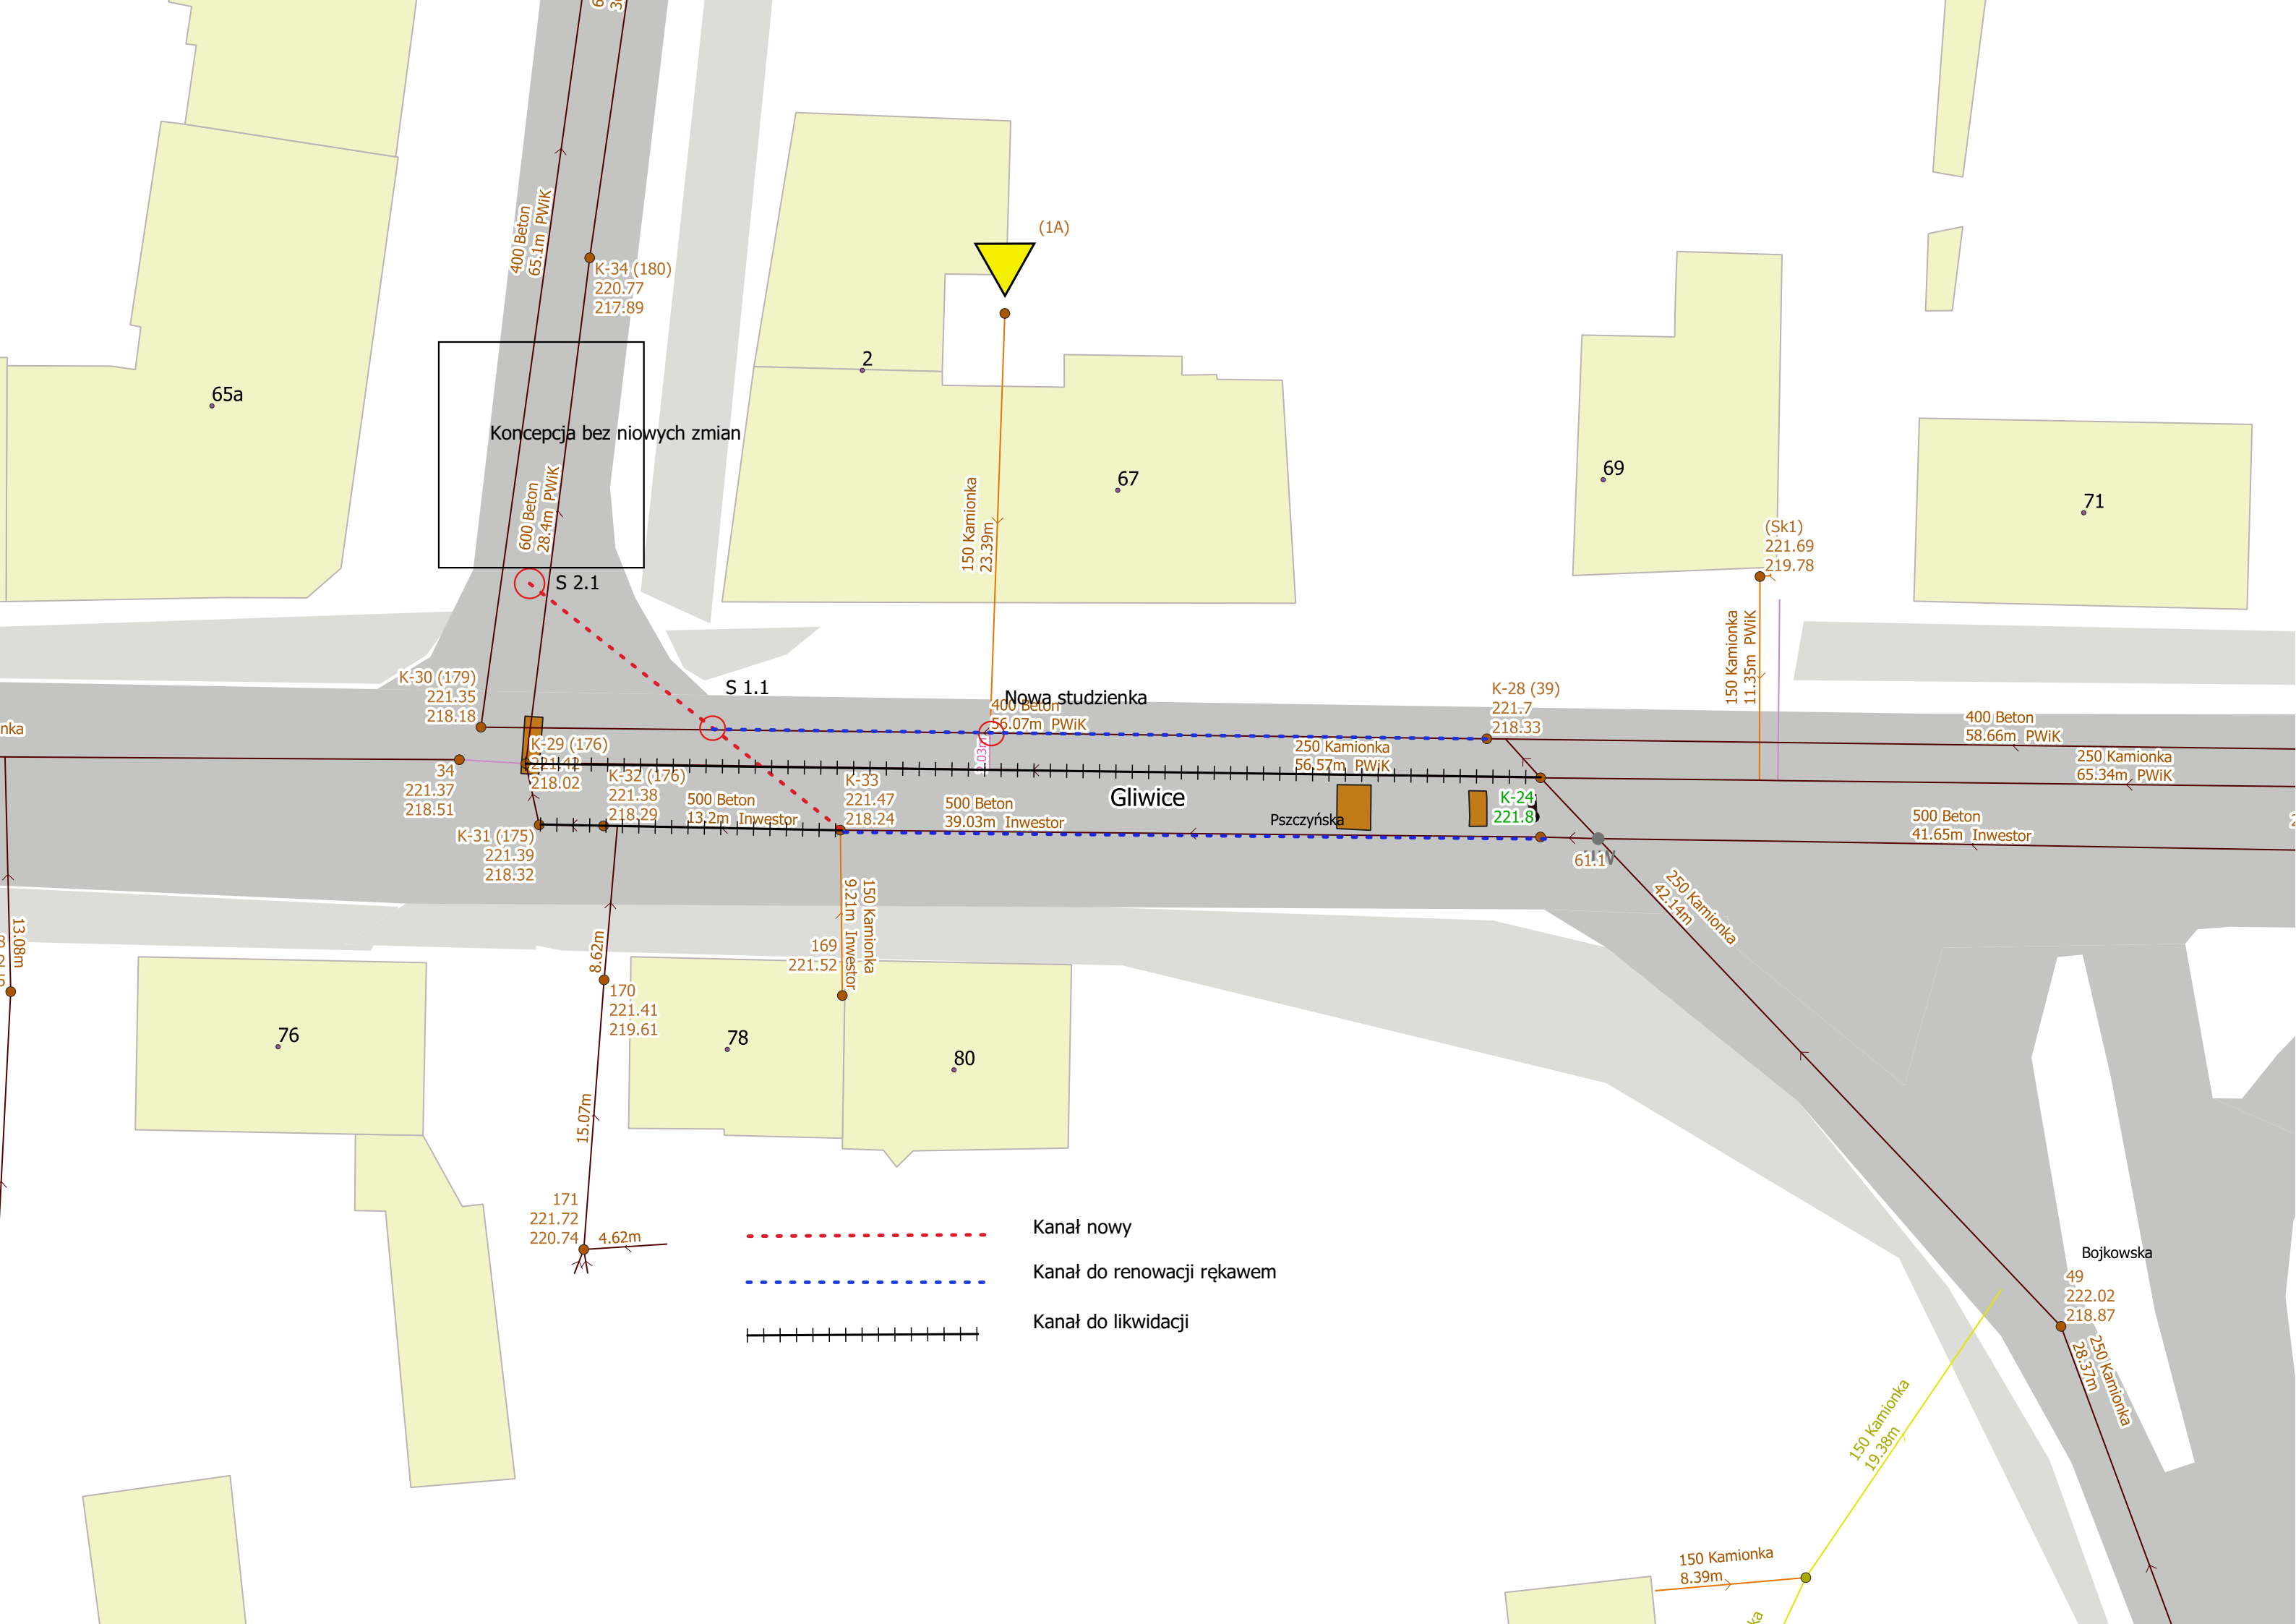 (1A)
400 Beton
65.1m PWiK
K-34 (180)
220.77
217.89
2
65a
Koncepcja bez niowych zmian
67
69
71
600 Beton
28.4m PWiK
150 Kamionka
23.39m
(Sk1)
221.69
219.78
S 2.1
150 Kamionka
11.35m PWiK
K-30 (179)
221.35
218.18
S 1.1
Nowa studzienka
400 Beton
56.07m PWiK
K-28 (39)
221.7
218.33
400 Beton
58.66m PWiK
nka
K-29 (176)
221.42
218.02
250 Kamionka
56.57m PWiK
250 Kamionka
65.34m PWiK
34
221.37
218.51
K-32 (176)
221.38
218.29
K-33
221.47
218.24
500 Beton
13.2m Inwestor
500 Beton
39.03m Inwestor
Gliwice
Pszczyńska
K-24
221.8
500 Beton
41.65m Inwestor
K-31 (175)
221.39
218.32
61.1
250 Kamionka
42.14m
150 Kamionka
9.21m Inwestor
169
221.52
13.08m
8.62m
170
221.41
219.61
76
78
80
15.07m
171
221.72
220.74
4.62m
Kanał nowy
Kanał do renowacji rękawem
Kanał do likwidacji
Bojkowska
49
222.02
218.87
250 Kamionka
28.37m
150 Kamionka
19.38m
150 Kamionka
8.39m